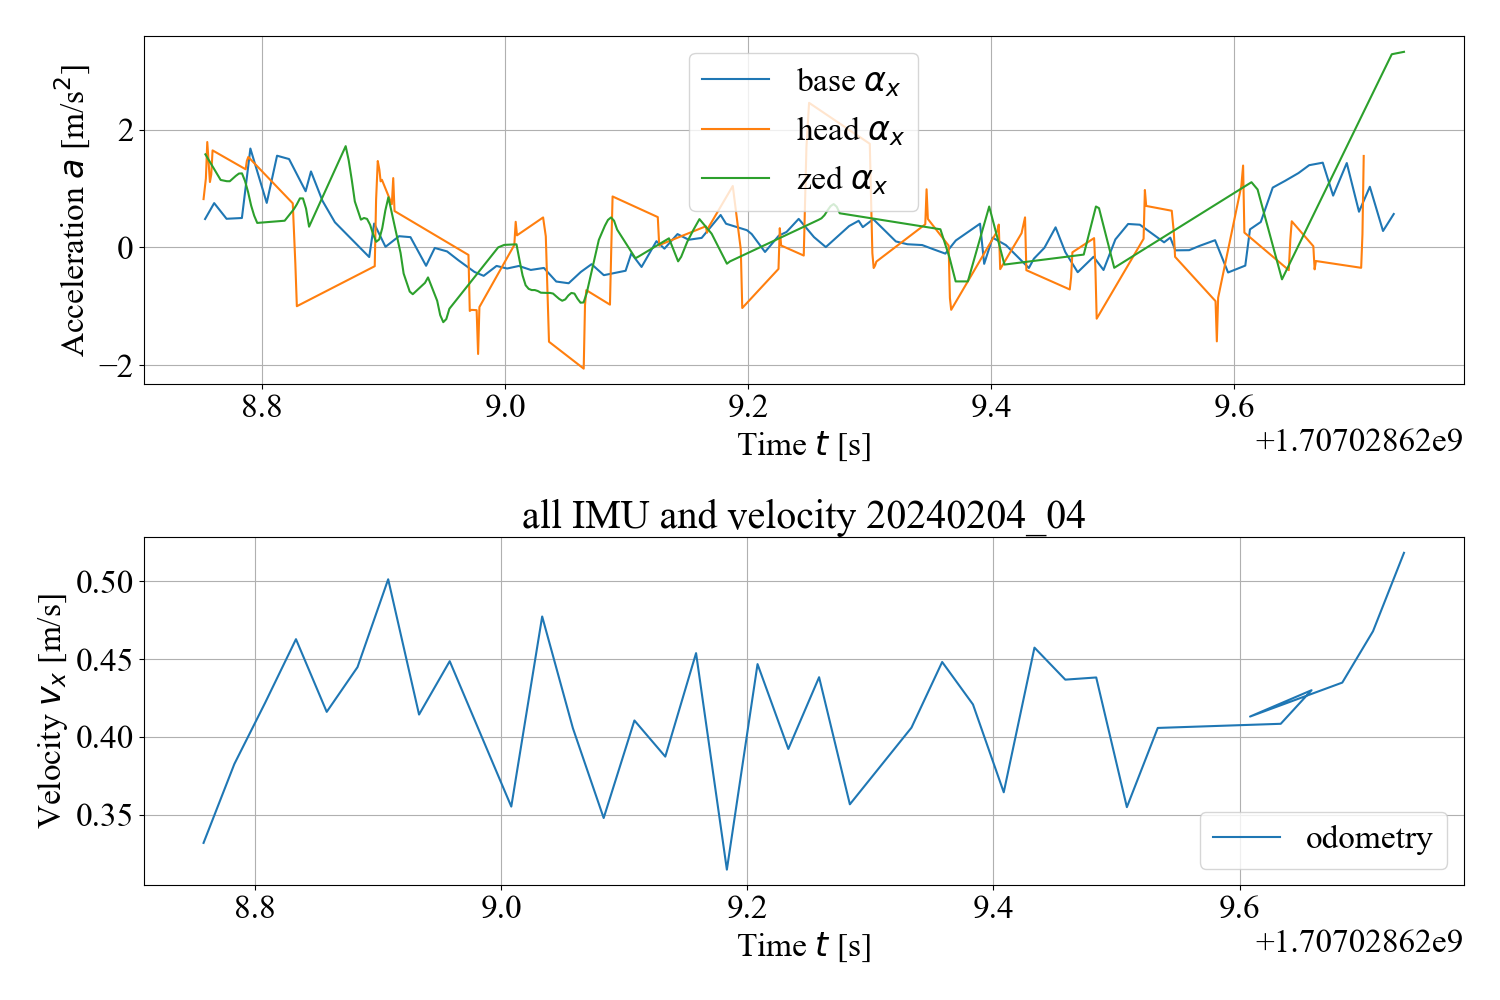 Acceleration a [m/s²]
2
0
−2
base αx
head αx
zed αx
8.8 9.0 9.2 9.4 9.6
Time t [s]
+1.70702862e9
all IMU and velocity 20240204_04
Velocity vx [m/s]
0.50
0.45
0.40
0.35
odometry
8.8 9.0 9.2 9.4 9.6
Time t [s]
+1.70702862e9